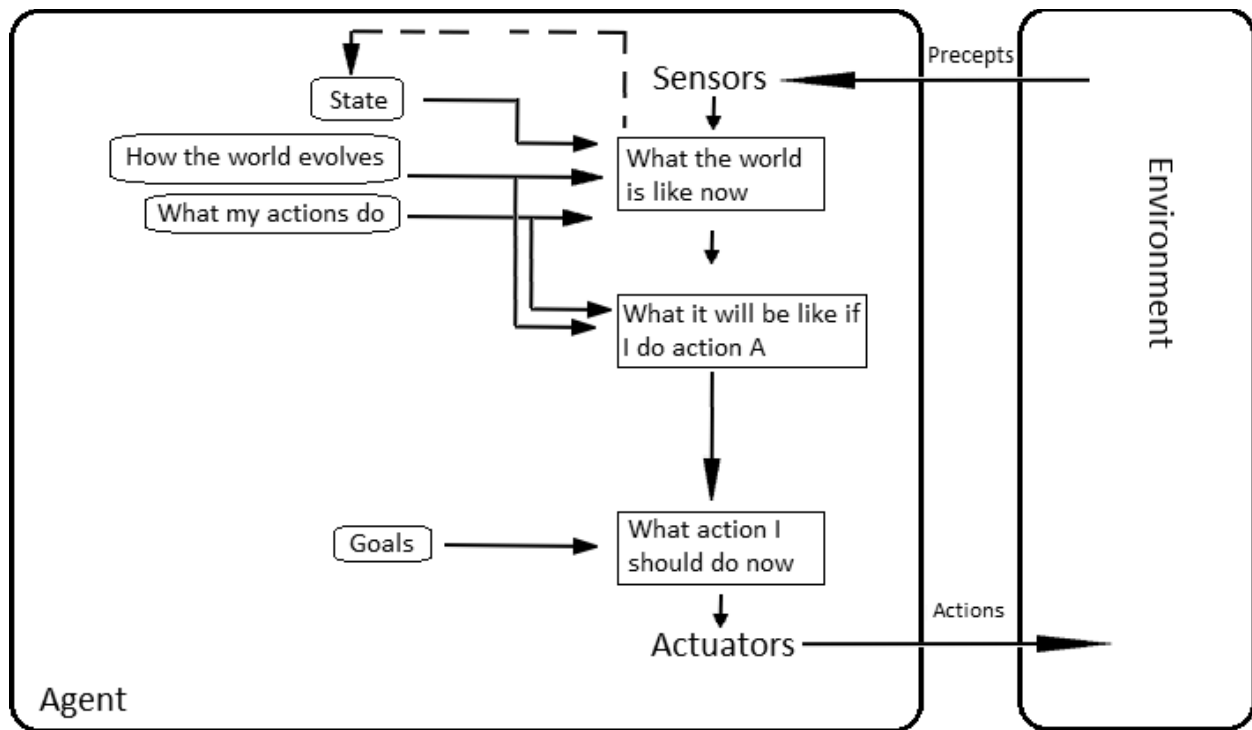 Precepts
Sensors
State
How the world evolves
What the world
is like now
What my actions do
Environment
What it will be like if
I do action A
Goals
What action I
should do now
Actions
Actuators
Agent